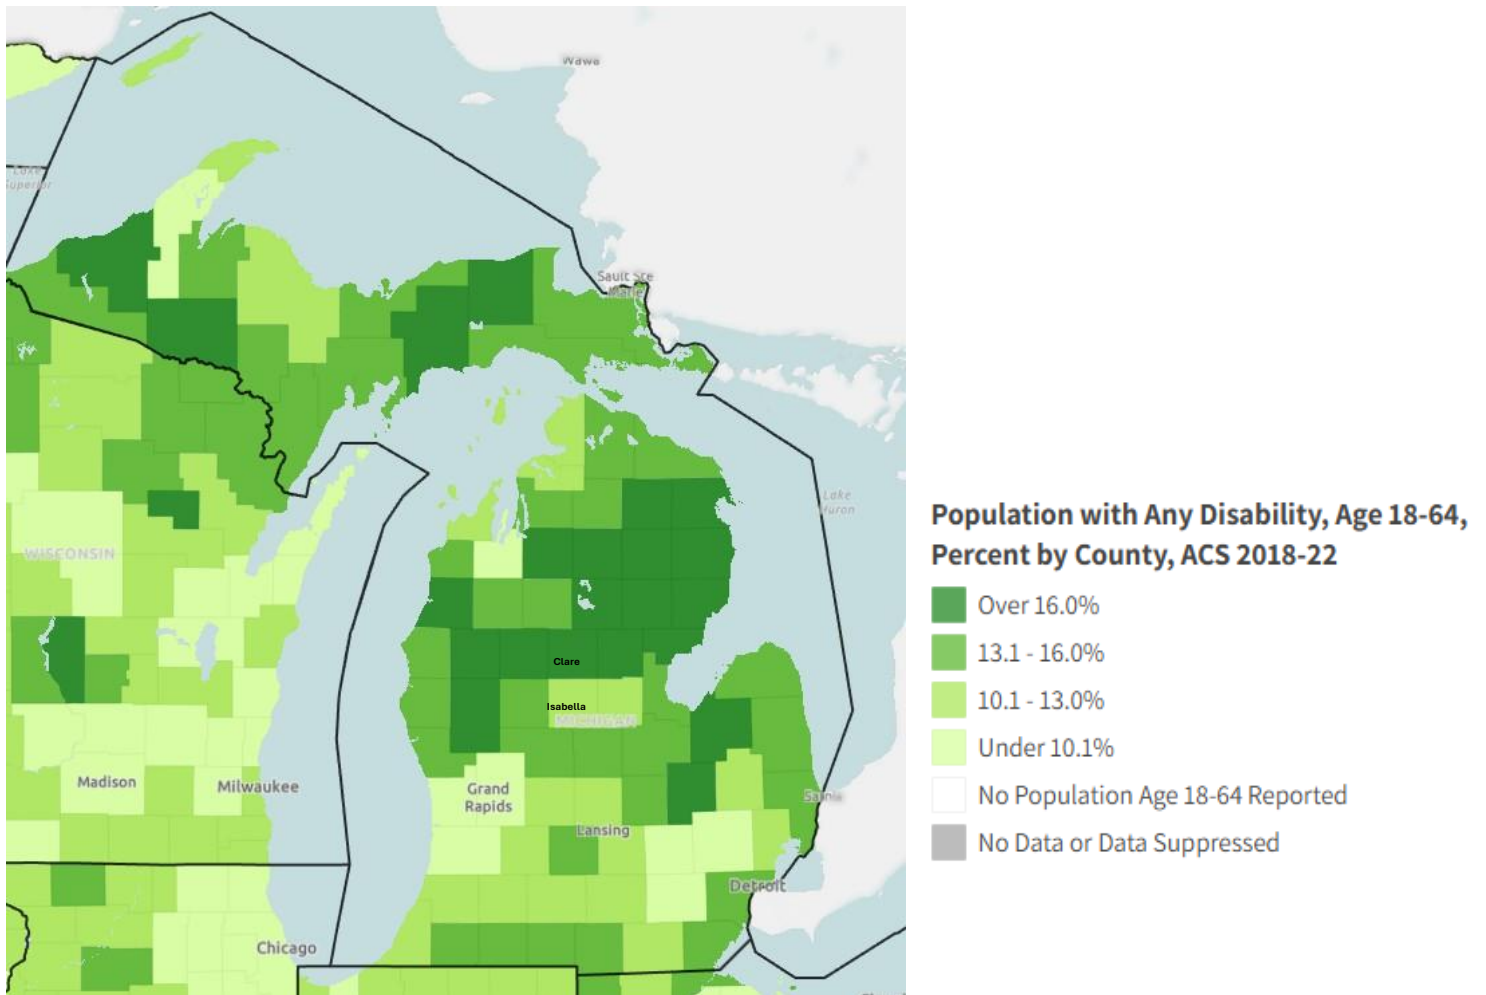 Wawa
Lake
Superior
Sault Ste
Marie
Lake
Huron
WISCONSIN
Clare
Isabella
MICHIGAN
Madison
Milwaukee
Grand
Rapids
Sarnia
Lansing
Detroit
Chicago
Population with Any Disability, Age 18-64,
Percent by County, ACS 2018-22
Over 16.0%
13.1 - 16.0%
10.1 - 13.0%
Under 10.1%
No Population Age 18-64 Reported
No Data or Data Suppressed